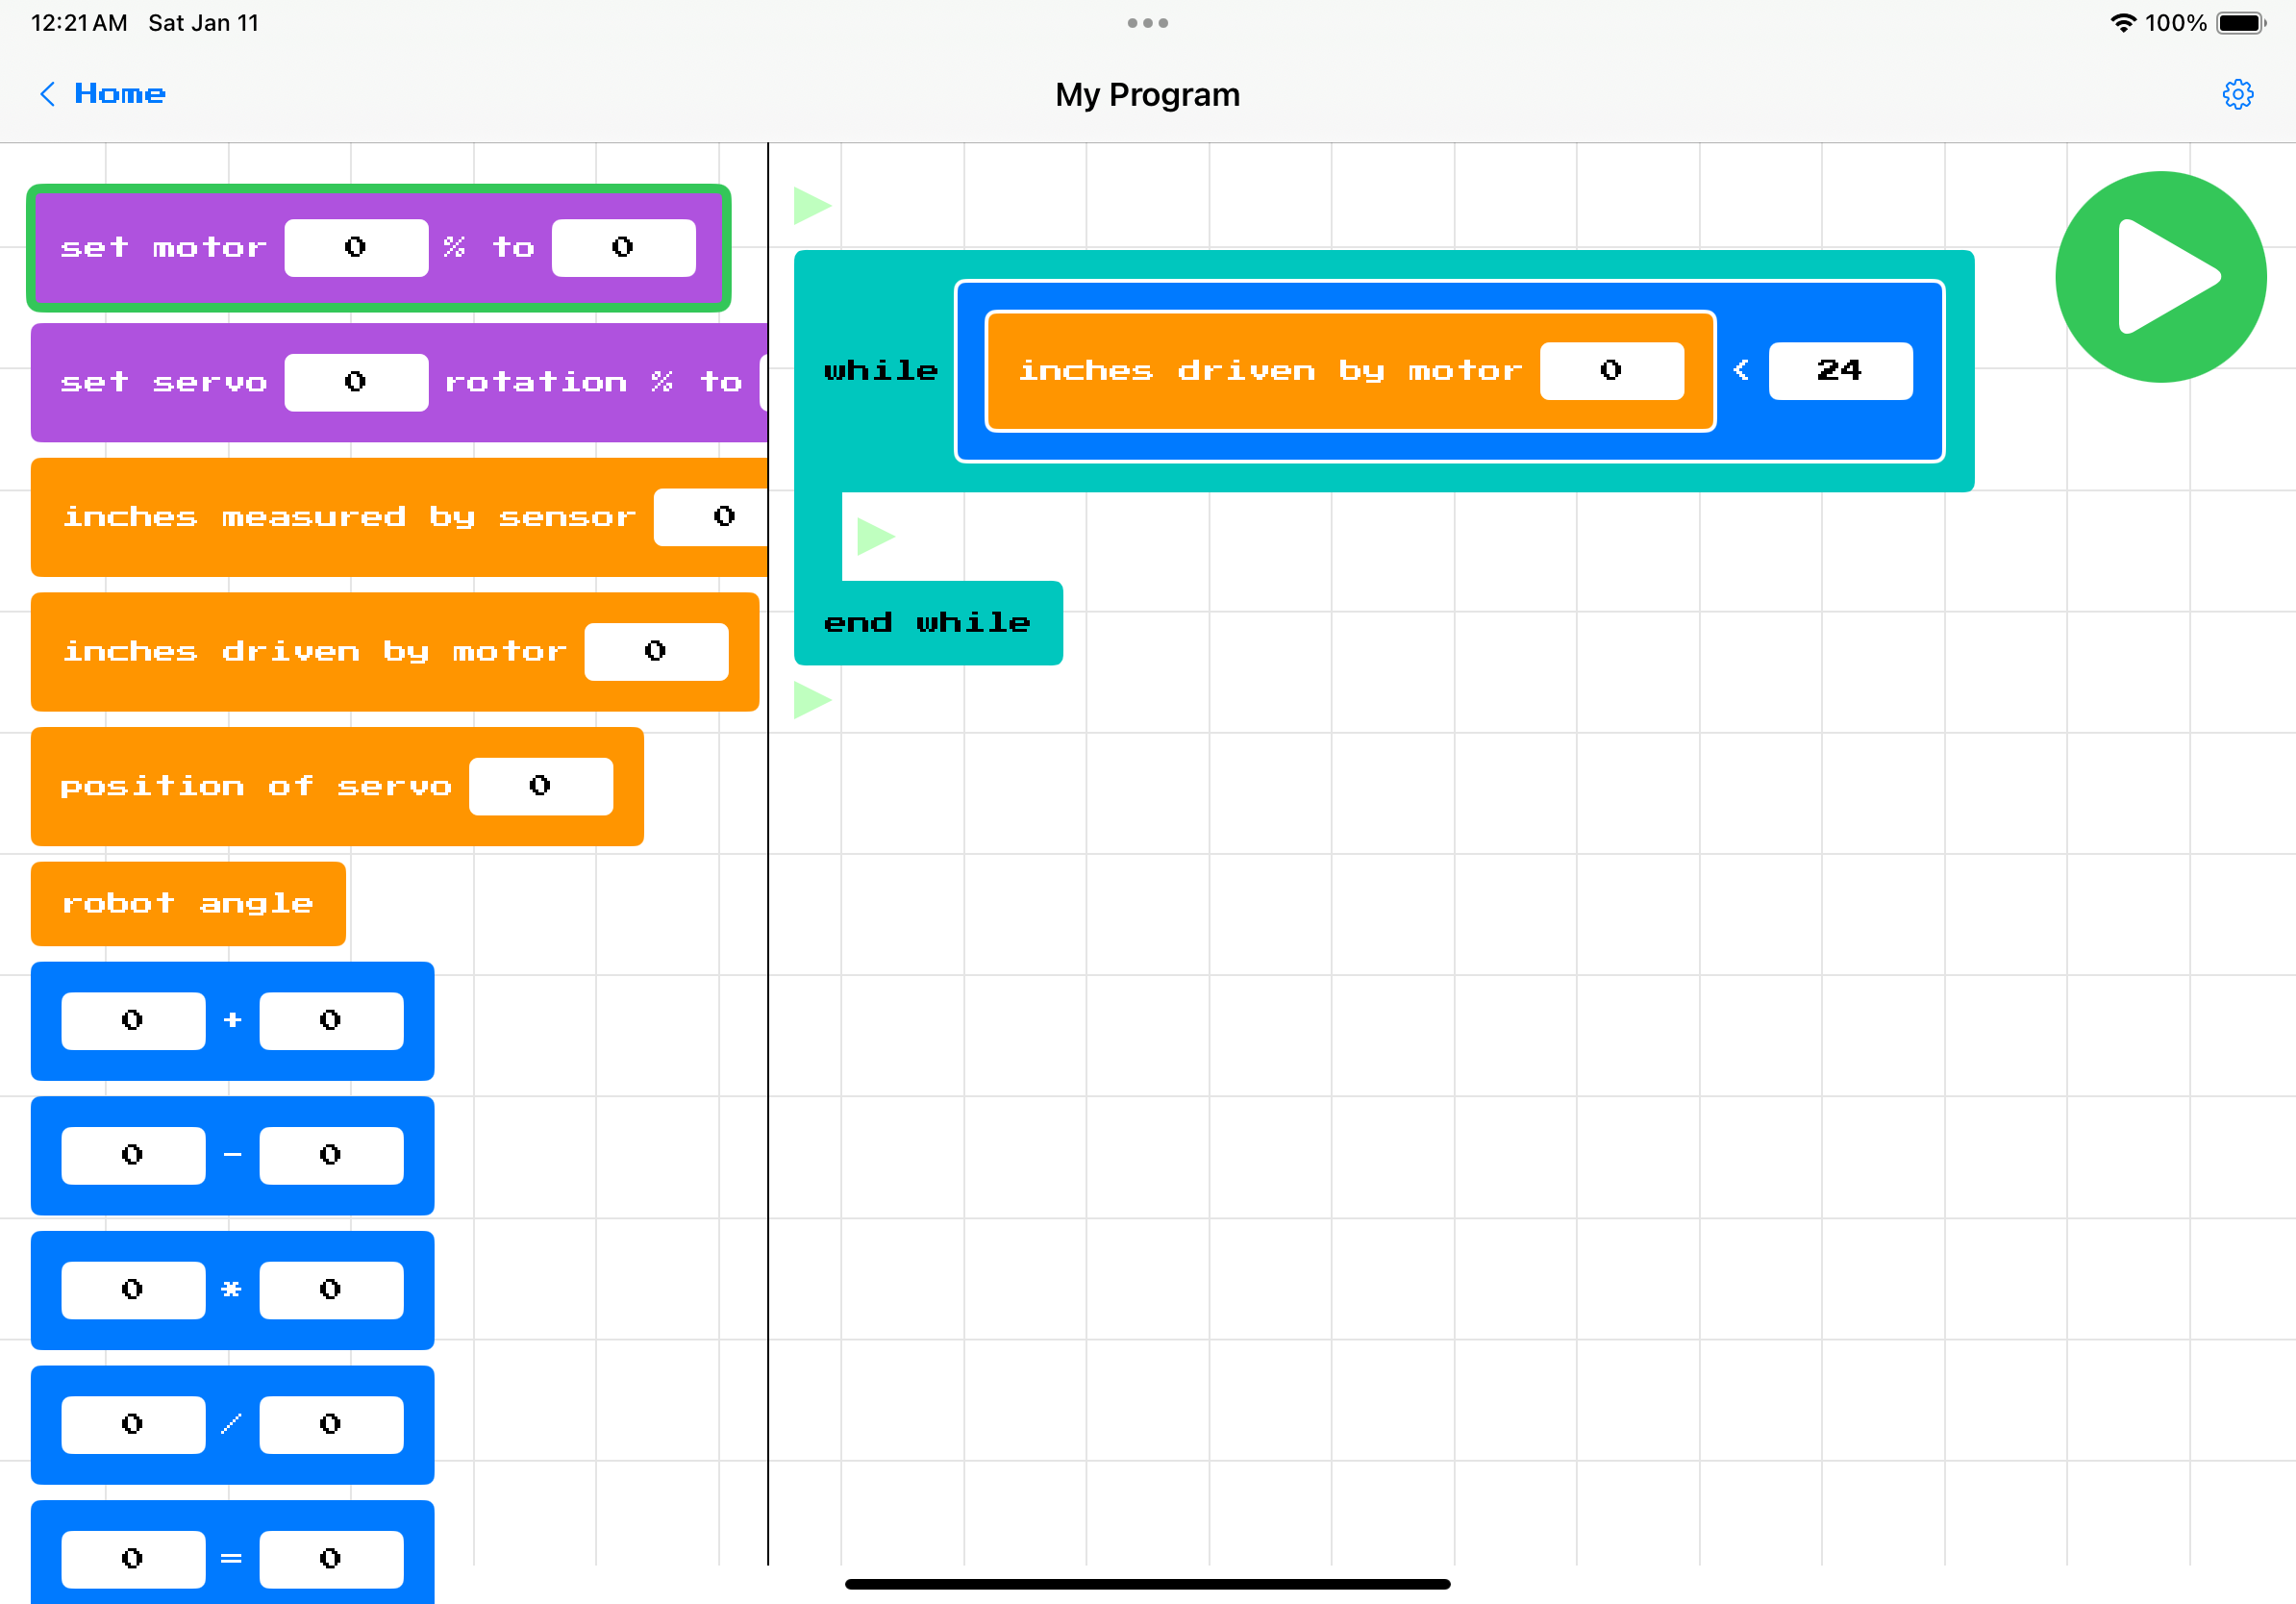 12:21 AM Sat Jan 11
100%
Home
My Program
set motor 0 % to 0
set servo 0 rotation % to
inches measured by sensor 0
inches driven by motor 0
position of servo 0
robot angle
0 + 0
0 - 0
0 * 0
0 / 0
0 = 0
while inches driven by motor 0 < 24
end while